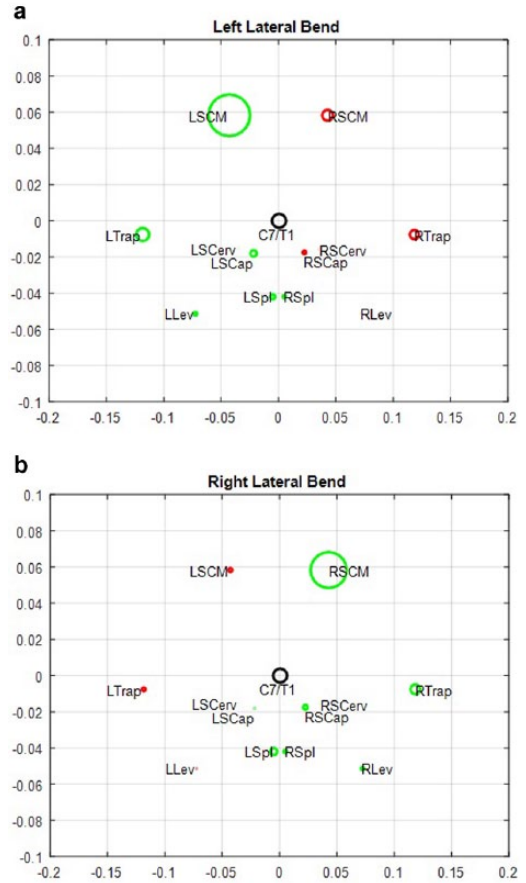 a
Left Lateral Bend
0.1
0.08
0.06
LSCM
RSCM
0.04
0.02
0
C7/T1
LTrap
RTrap
LSCerv
RSCerv
-0.02
LSCap
RSCap
-0.04
LSpl
RSpl
LLev
RLev
-0.06
-0.08
-0.1
-0.2 -0.15 -0.1 -0.05 0 0.05 0.1 0.15 0.2
b
Right Lateral Bend
0.1
0.08
0.06
LSCM
RSCM
0.04
0.02
0
C7/T1
LTrap
RTrap
LSCerv
RSCerv
-0.02
LSCap
RSCap
-0.04
LSpl
RSpl
LLev
RLev
-0.06
-0.08
-0.1
-0.2 -0.15 -0.1 -0.05 0 0.05 0.1 0.15 0.2